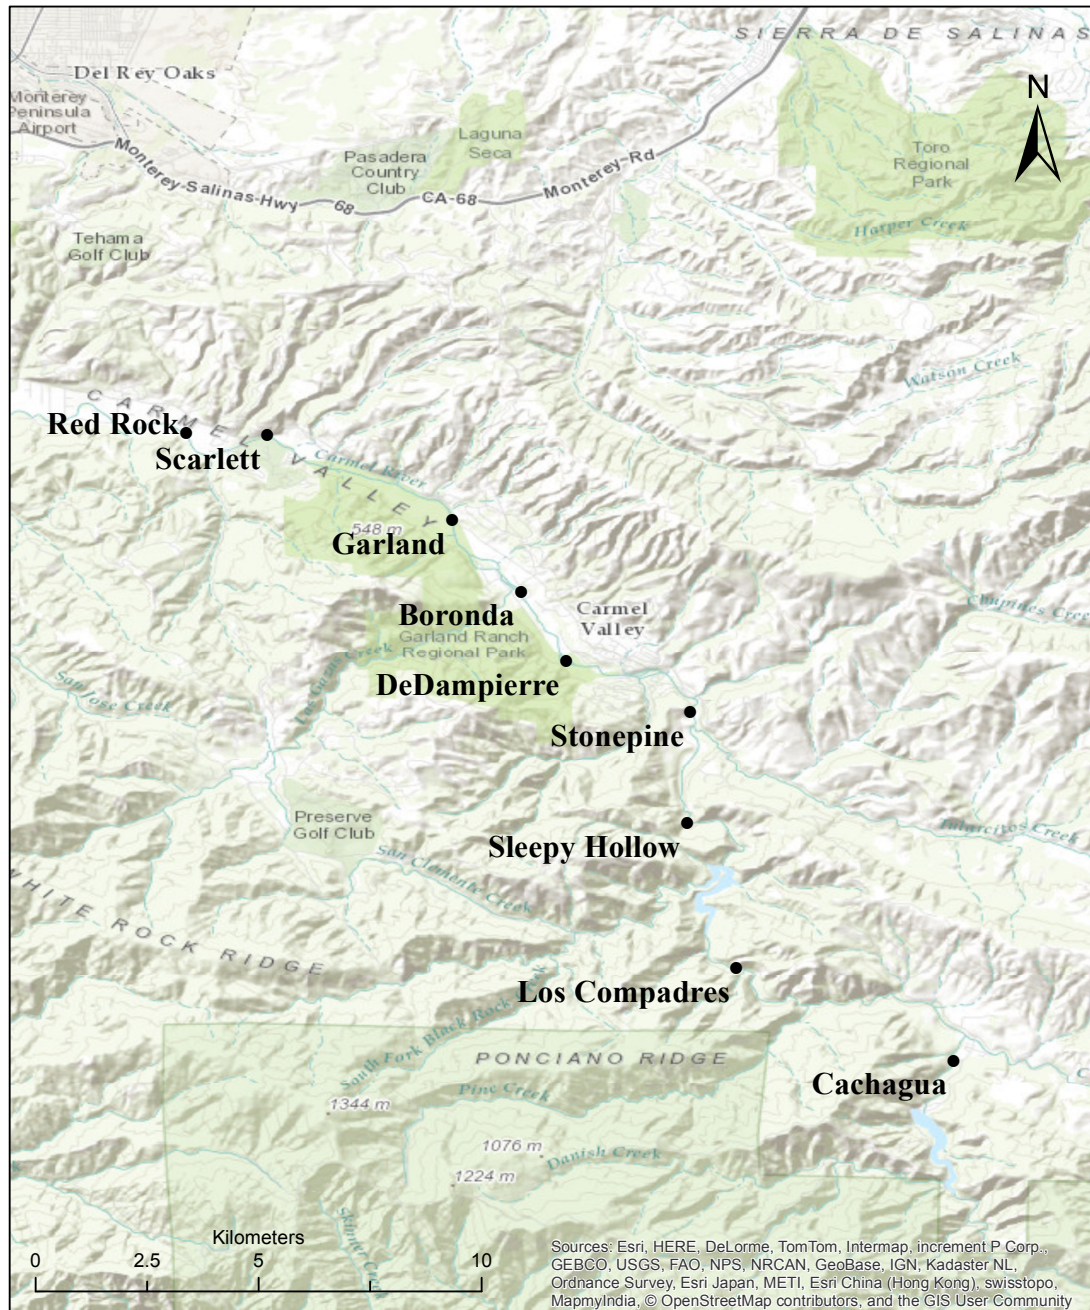 SIERRA DE SALINAS
Del Rey Oaks
N
Monterey
Peninsula
Airport
Laguna
Seca
Toro
Regional
Park
Pasadera
Country
Club
Monterey-Salinas-Hwy 68 CA-68 Monterey-Rd
Harper Creek
Tehama
Golf Club
Watson Creek
CARMEL VALLEY
Red Rock
Scarlett
Carmel River
548 m
Garland
Boronda
Carmel
Valley
Chupines Creek
Garland Ranch
Regional Park
Las Garzas Creek
San Jose Creek
DeDampierre
Stonepine
Preserve
Golf Club
Sleepy Hollow
Tularcitos Creek
San Clemente Creek
WHITE ROCK RIDGE
Los Compadres
South Fork Black Rock
PONCIANO RIDGE
Cachagua
C
Pine Creek
1344 m
1076 m
Danish Creek
1224 m
Skinner Cree
Kilometers
0 2.5 5 10
Sources: Esri, HERE, DeLorme, TomTom, Intermap, increment P Corp.,
GEBCO, USGS, FAO, NPS, NRCAN, GeoBase, IGN, Kadaster NL,
Ordnance Survey, Esri Japan, METI, Esri China (Hong Kong), swisstopo,
MapmyIndia, © OpenStreetMap contributors, and the GIS User Community